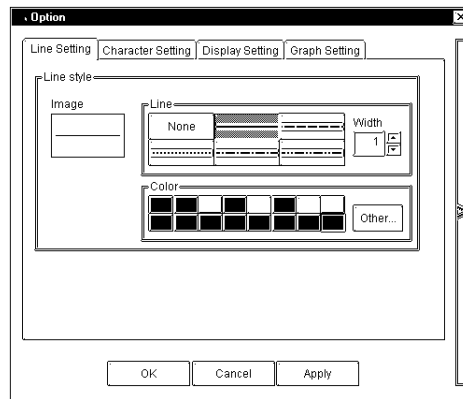 Option
Line Setting Character Setting Display Setting Graph Setting
Line style
Image
Line
None
Width
1
Color
Other...
OK Cancel Apply